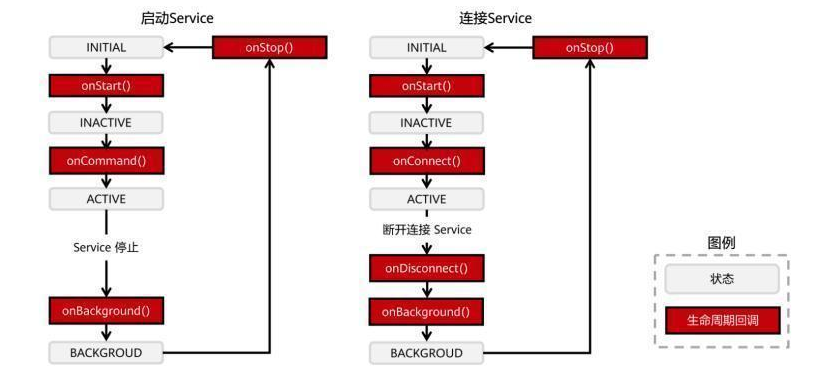 启动Service
INITIAL
onStop()
onStart()
INACTIVE
onCommand()
ACTIVE
Service 停止
onBackground()
BACKGROUD
连接Service
INITIAL
onStop()
onStart()
INACTIVE
onConnect()
ACTIVE
断开连接 Service
onDisconnect()
onBackground()
BACKGROUD
图例
状态
生命周期回调